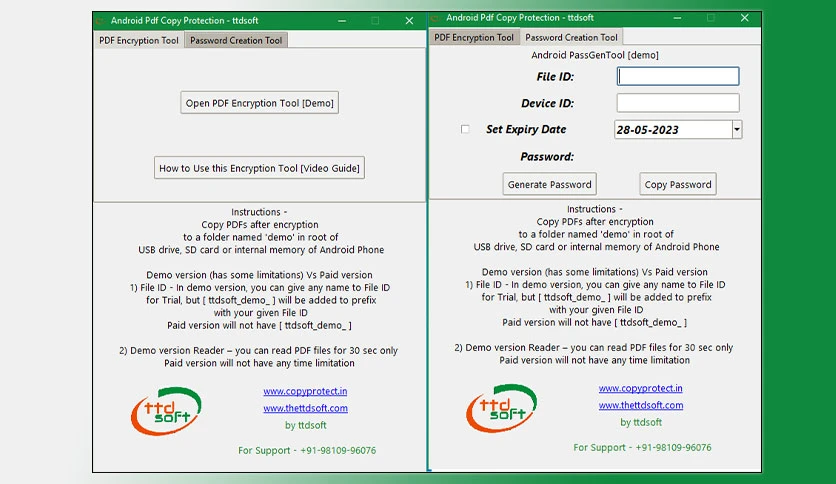 Android Pdf Copy Protection - ttdsoft
PDF Encryption Tool
Password Creation Tool
Open PDF Encryption Tool [Demo]
How to Use this Encryption Tool [Video Guide]
Instructions -
Copy PDFs after encryption
to a folder named 'demo' in root of
USB drive, SD card or internal memory of Android Phone
Demo version (has some limitations) Vs Paid version
1) File ID - In demo version, you can give any name to File ID
for Trial, but [ ttdsoft_demo_ ] will be added to prefix
with your given File ID
Paid version will not have [ ttdsoft_demo_ ]
2) Demo version Reader – you can read PDF files for 30 sec only
Paid version will not have any time limitation
ttd
soft
www.copyprotect.in
www.thettdsoft.com
by ttdsoft
For Support - +91-98109-96076
Android Pdf Copy Protection - ttdsoft
PDF Encryption Tool
Password Creation Tool
Android PassGenTool [demo]
File ID:
Device ID:
Set Expiry Date
28-05-2023
Password:
Generate Password
Copy Password
Instructions -
Copy PDFs after encryption
to a folder named 'demo' in root of
USB drive, SD card or internal memory of Android Phone
Demo version (has some limitations) Vs Paid version
1) File ID - In demo version, you can give any name to File ID
for Trial, but [ ttdsoft_demo_ ] will be added to prefix
with your given File ID
Paid version will not have [ ttdsoft_demo_ ]
2) Demo version Reader – you can read PDF files for 30 sec only
Paid version will not have any time limitation
ttd
soft
www.copyprotect.in
www.thettdsoft.com
by ttdsoft
For Support - +91-98109-96076